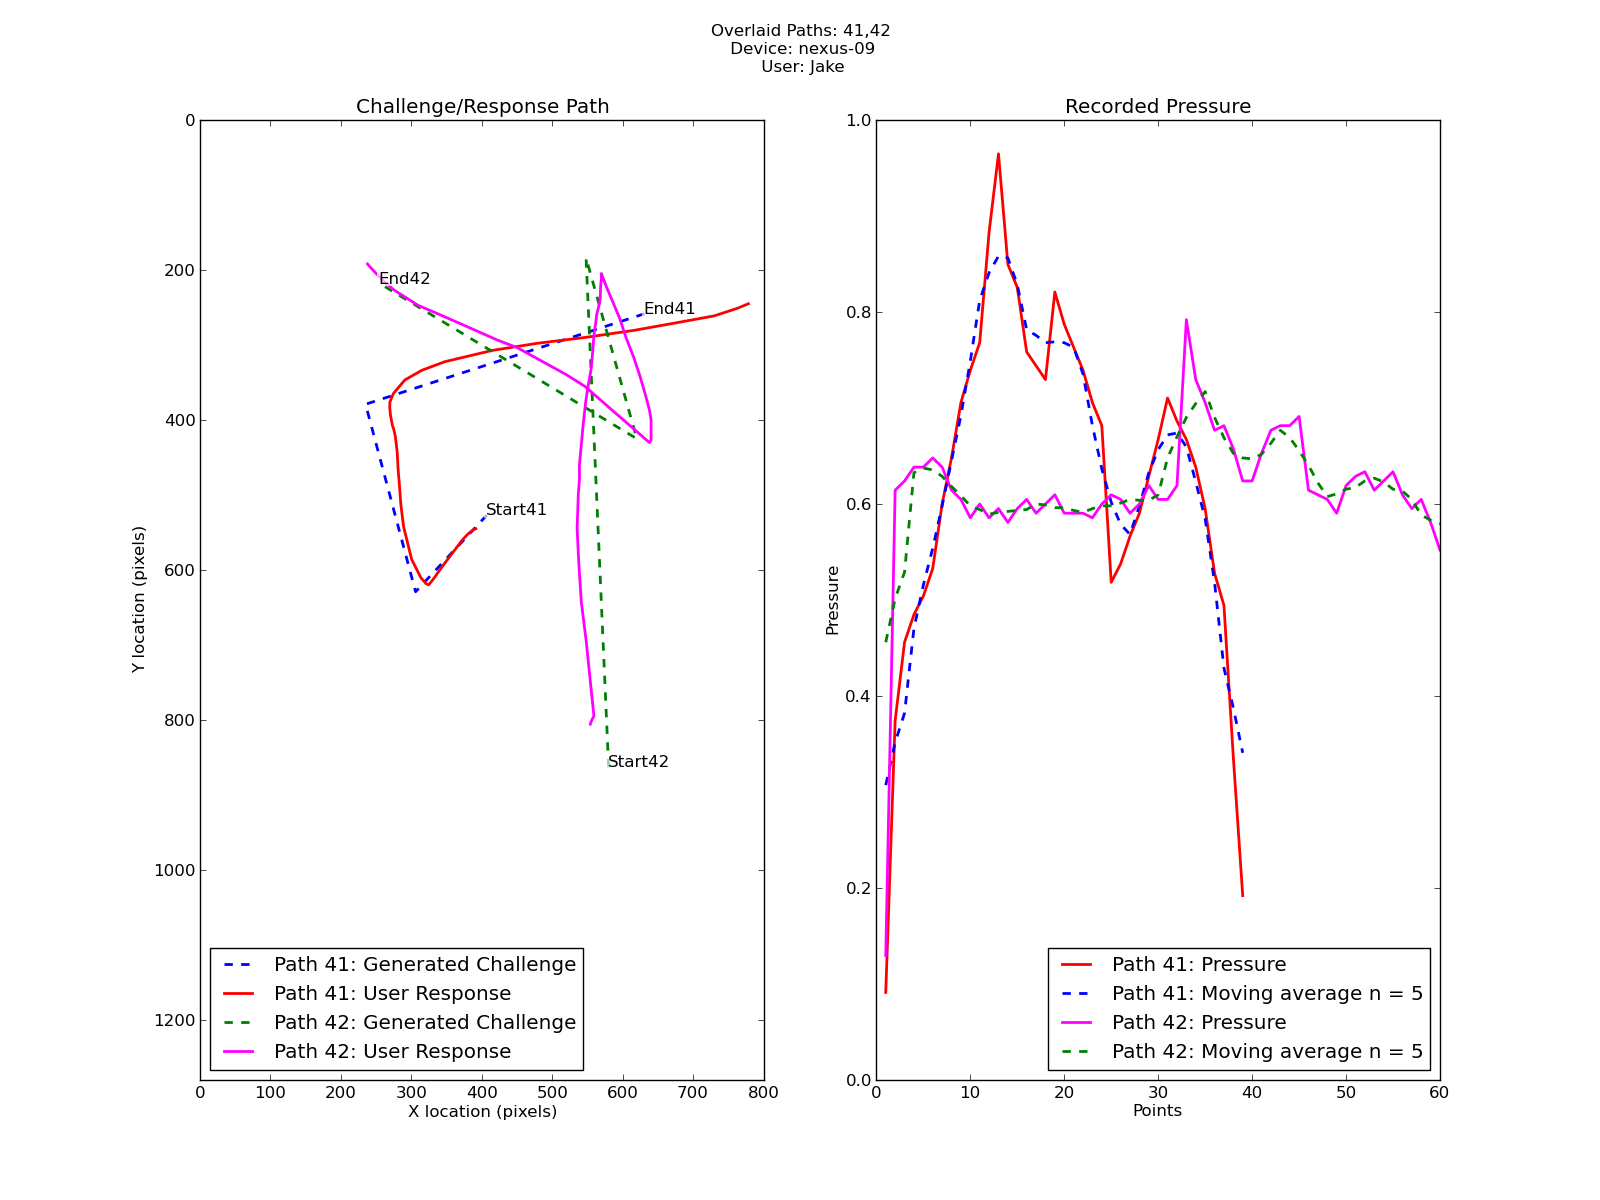 Overlaid Paths: 41,42
Device: nexus-09
User: Jake
Challenge/Response Path
0
200
400
600
800
1000
1200
Y location (pixels)
End42
End41
Start41
Start42
Path 41: Generated Challenge
Path 41: User Response
Path 42: Generated Challenge
Path 42: User Response
0 100 200 300 400 500 600 700 800
X location (pixels)
Recorded Pressure
1.0
0.8
0.6
0.4
0.2
0.0
Pressure
Path 41: Pressure
Path 41: Moving average n = 5
Path 42: Pressure
Path 42: Moving average n = 5
0 10 20 30 40 50 60
Points